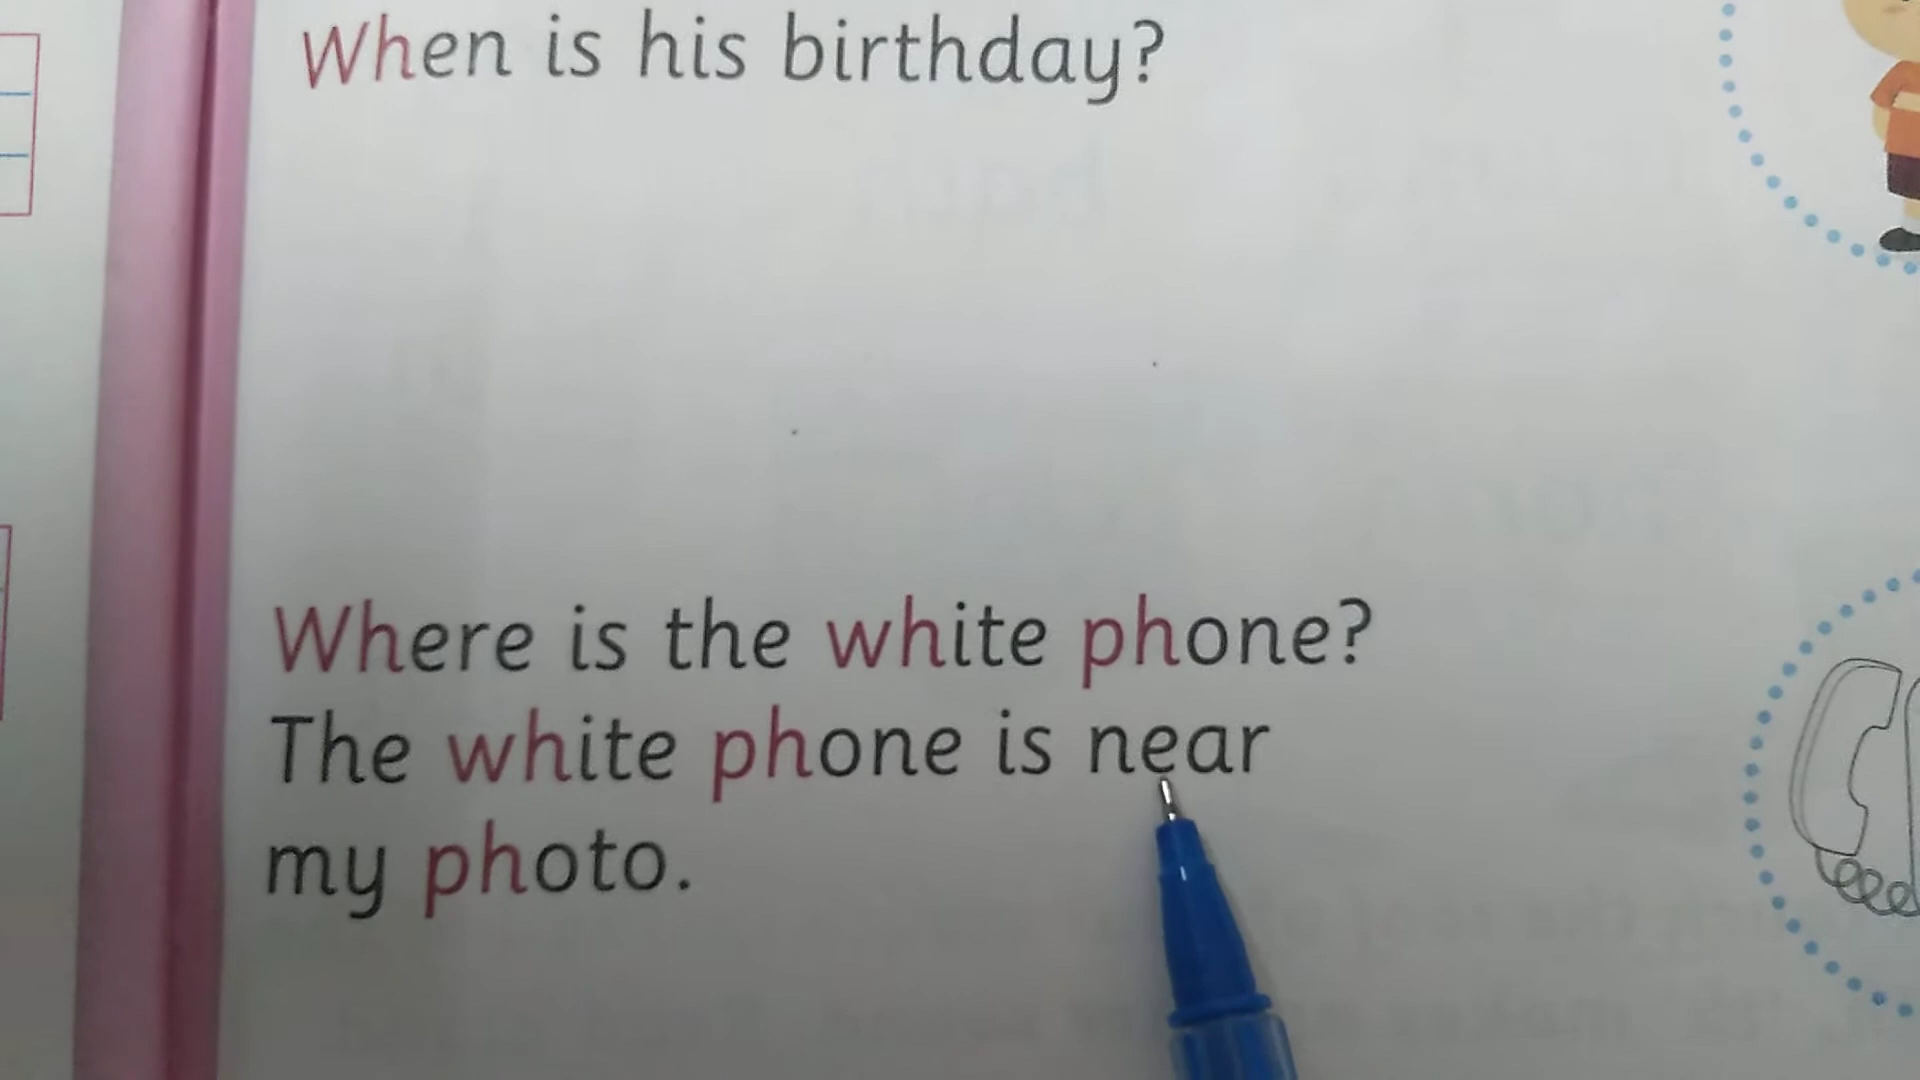 When is his birthday?
Where is the white phone?
The white phone is near
my photo.